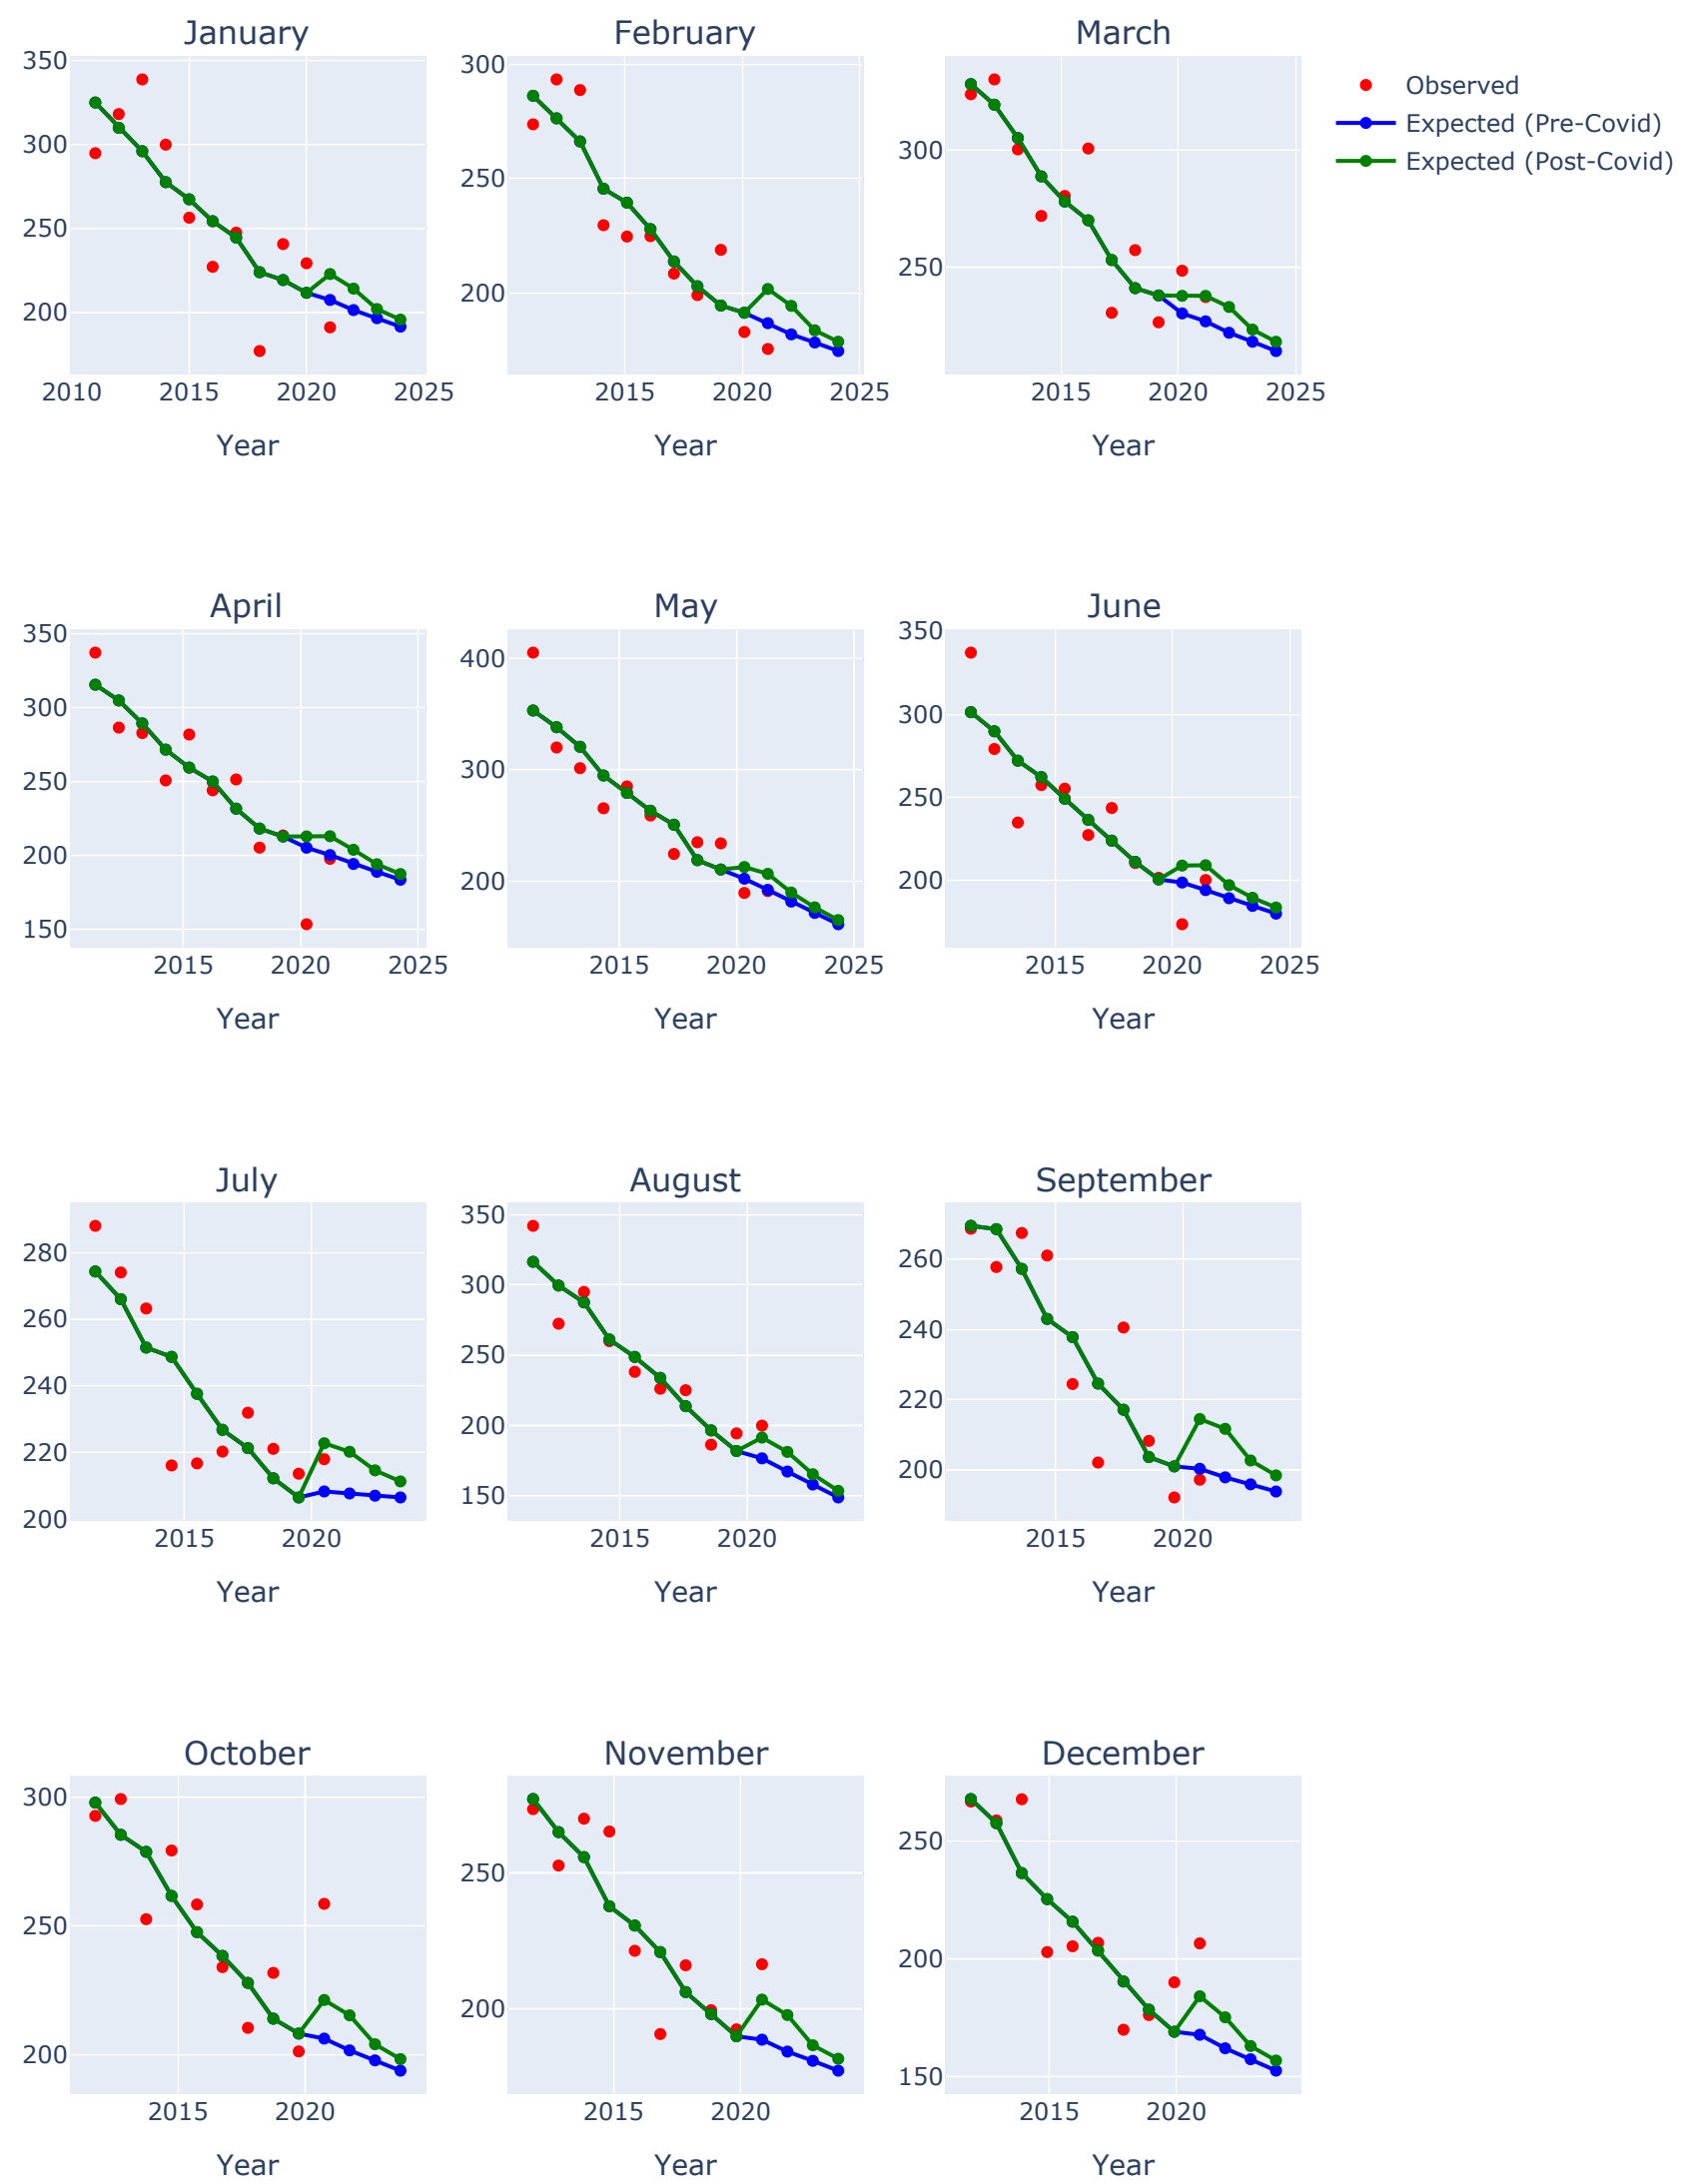 January
February
March
350
300
250
200
2010
2015
2020
2025
Year
300
250
200
2015
2020
2025
Year
300
250
2015
2020
2025
Year
Observed
Expected (Pre-Covid)
Expected (Post-Covid)
April
May
June
350
300
250
200
150
2015
2020
2025
Year
400
300
200
2015
2020
2025
Year
350
300
250
200
2015
2020
2025
Year
July
August
September
280
260
240
220
200
2015
2020
Year
350
300
250
200
150
2015
2020
Year
260
240
220
200
2015
2020
Year
October
November
December
300
250
200
2015
2020
Year
250
200
2015
2020
Year
250
200
150
2015
2020
Year